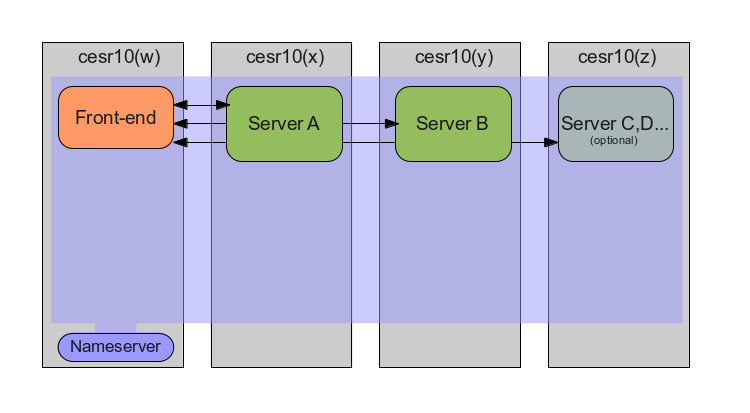 cesr10(w)
cesr10(x)
cesr10(y)
cesr10(z)
Front-end
Server A
Server B
Server C,D...
(optional)
Nameserver